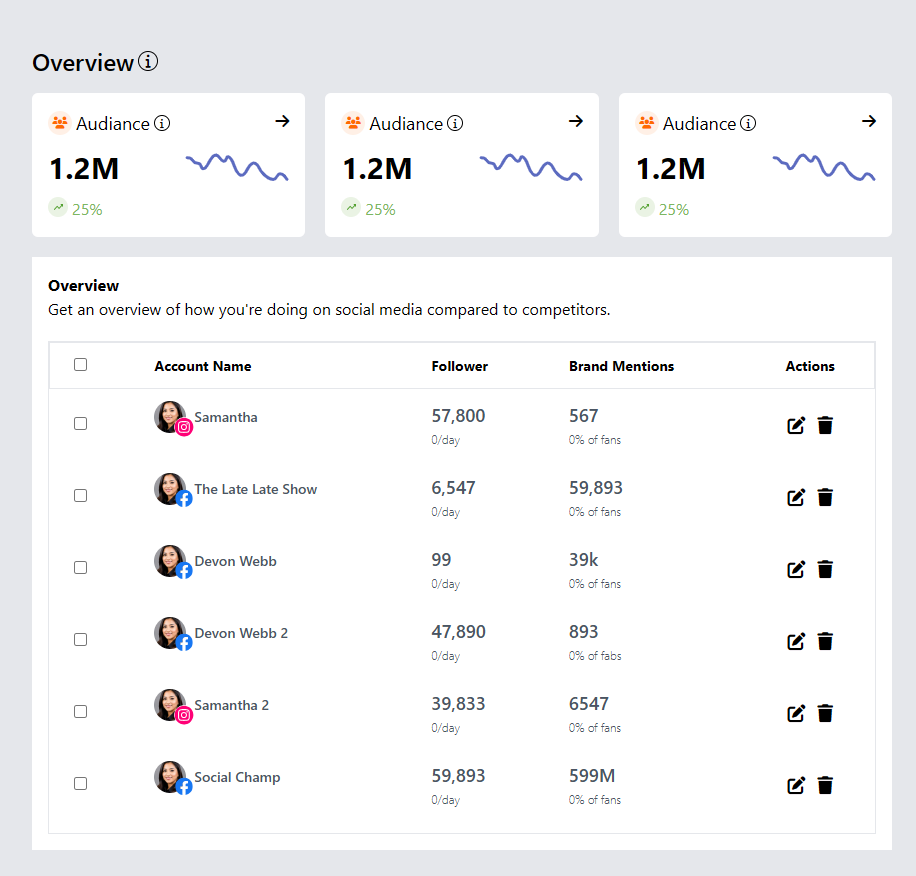 Overview
Audiance
1.2M
25%
Audiance
1.2M
25%
Audiance
1.2M
25%
Overview
Get an overview of how you're doing on social media compared to competitors.
Account Name Follower Brand Mentions Actions
Samantha 57,800 567
0/day 0% of fans
The Late Late Show 6,547 59,893
0/day 0% of fans
Devon Webb 99 39k
0/day 0% of fans
Devon Webb 2 47,890 893
0/day 0% of fabs
Samantha 2 39,833 6547
0/day 0% of fans
Social Champ 59,893 599M
0/day 0% of fans